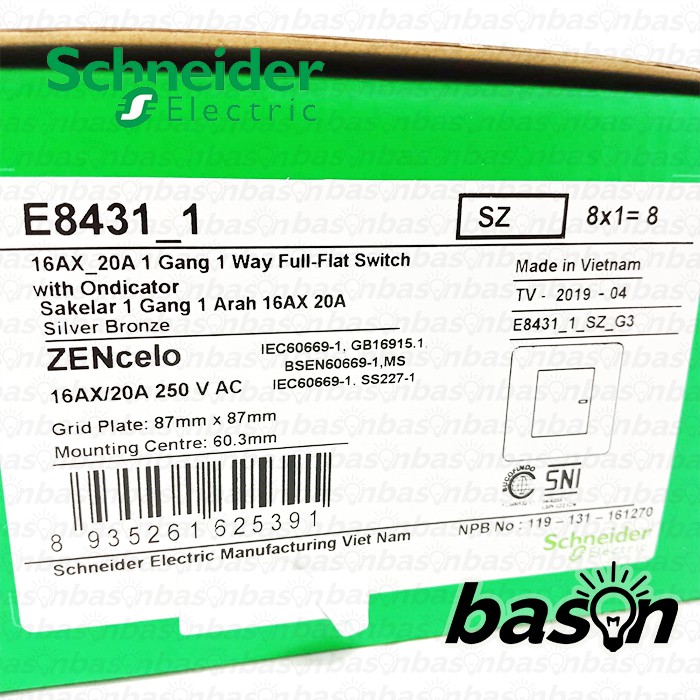 Schneider
Electric
E8431_1
SZ
8x1= 8
16AX_20A 1 Gang 1 Way Full-Flat Switch
with Ondicator
Sakelar 1 Gang 1 Arah 16AX 20A
Silver Bronze
Made in Vietnam
TV - 2019 - 04
E8431_1_SZ_G3
ZENcelo
IEC60669-1, GB16915.1
BSEN60669-1,MS
IEC60669-1. SS227-1
16AX/20A 250 V AC
Grid Plate: 87mm x 87mm
Mounting Centre: 60.3mm
SUCOFINDO
SNI
8 935261 625391
NPB No : 119 - 131 - 161270
Schneider Electric Manufacturing Viet Nam
Schneider
Electric
bason